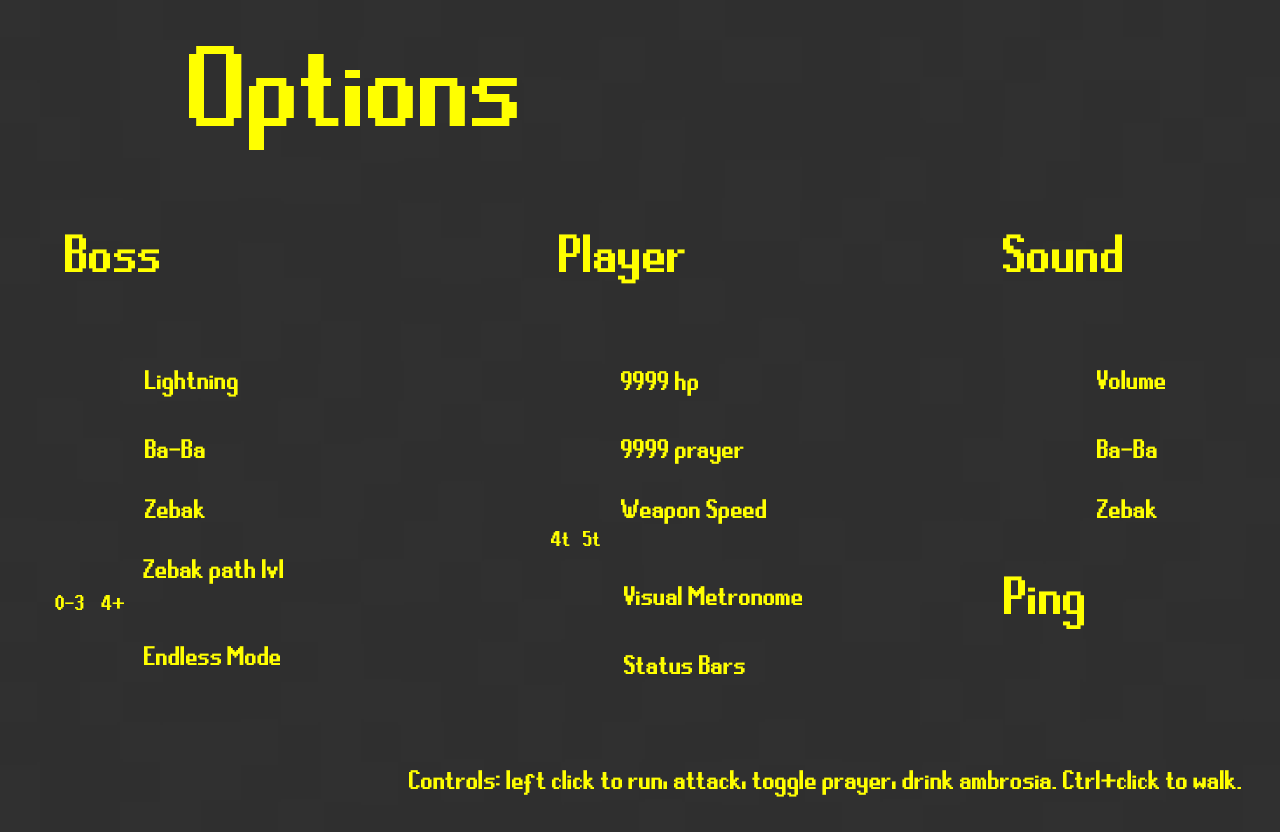 Options
Boss
Lightning
Ba-Ba
Zebak
Zebak path lvl
0-3 4+
Endless Mode
Player
9999 hp
9999 prayer
Weapon Speed
4t 5t
Visual Metronome
Status Bars
Sound
Volume
Ba-Ba
Zebak
Ping
Controls: left click to run, attack, toggle prayer, drink ambrosia. Ctrl+click to walk.